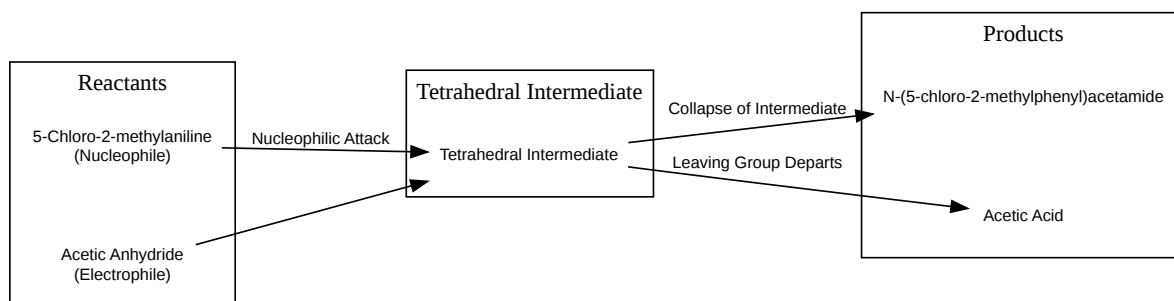 Reactants
5-Chloro-2-methylaniline
(Nucleophile)
Acetic Anhydride
(Electrophile)
Nucleophilic Attack
Tetrahedral Intermediate
Tetrahedral Intermediate
Collapse of Intermediate
Leaving Group Departs
Products
N-(5-chloro-2-methylphenyl)acetamide
Acetic Acid